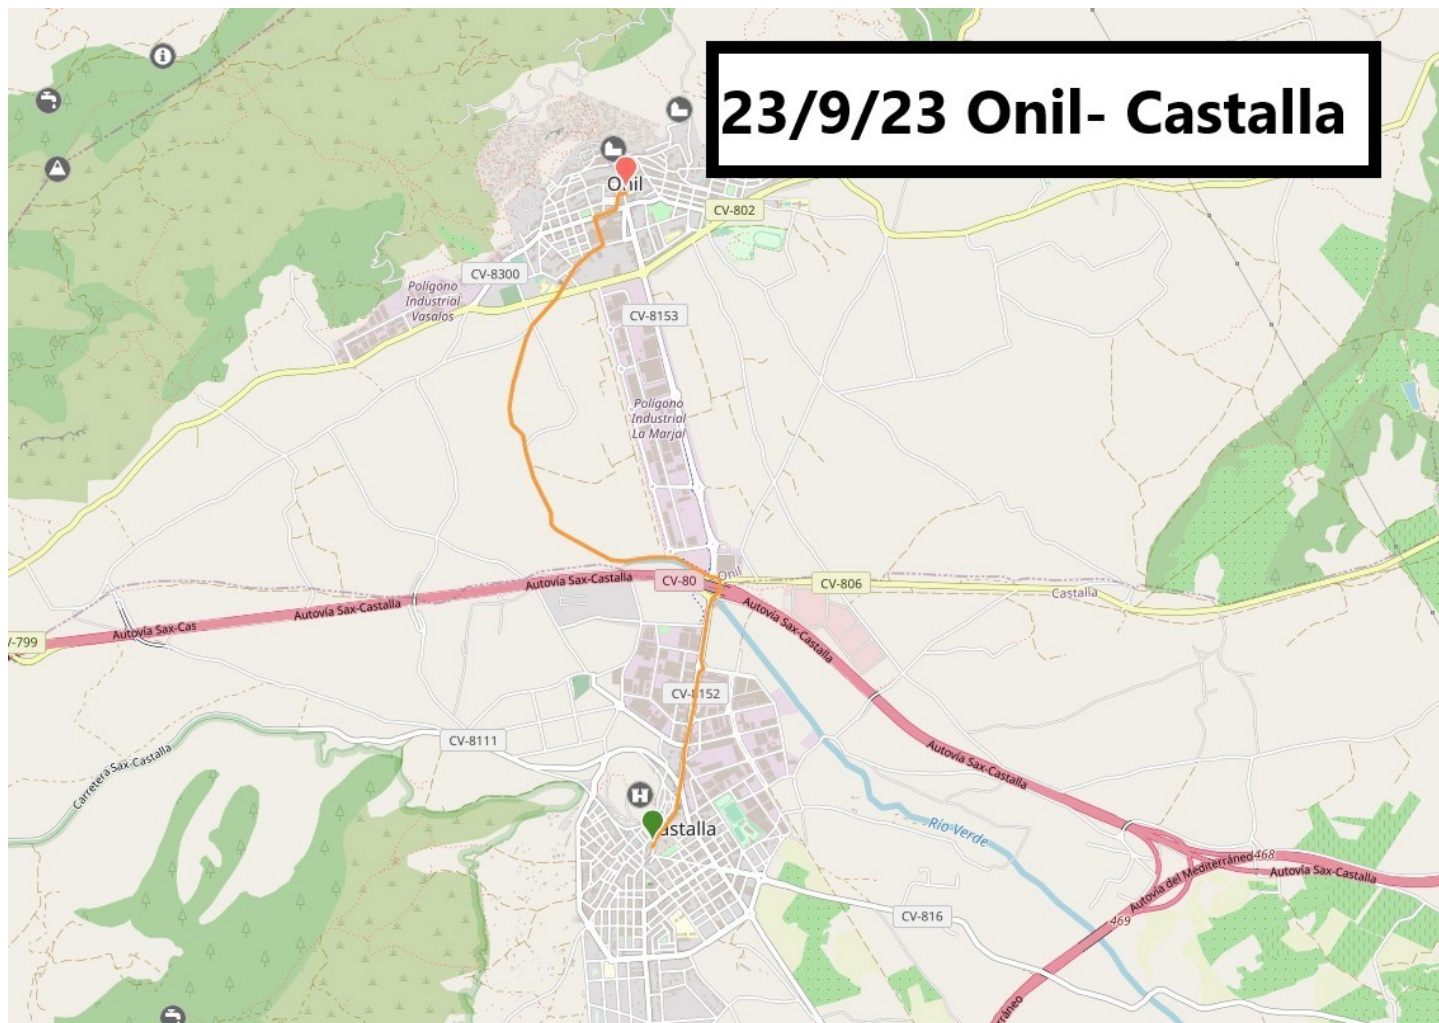 23/9/23 Onil- Castalla
Onil
CV-802
CV-8300
Polígono
Industrial
Vasalos
CV-8153
Polígono
Industrial
La Marjal
Onil
Autovía Sax-Castalla
CV-80
CV-806
Castalla
Autovía Sax-Castalla
Autovía Sax-Castalla
Autovía Sax-Cas
V-799
CV-8152
CV-8111
Carretera Sax-Castalla
Autovía Sax-Castalla
astalla
Río Verde
468
Autovía del Mediterráneo
Autovía Sax-Castalla
CV-816
469
rráneo